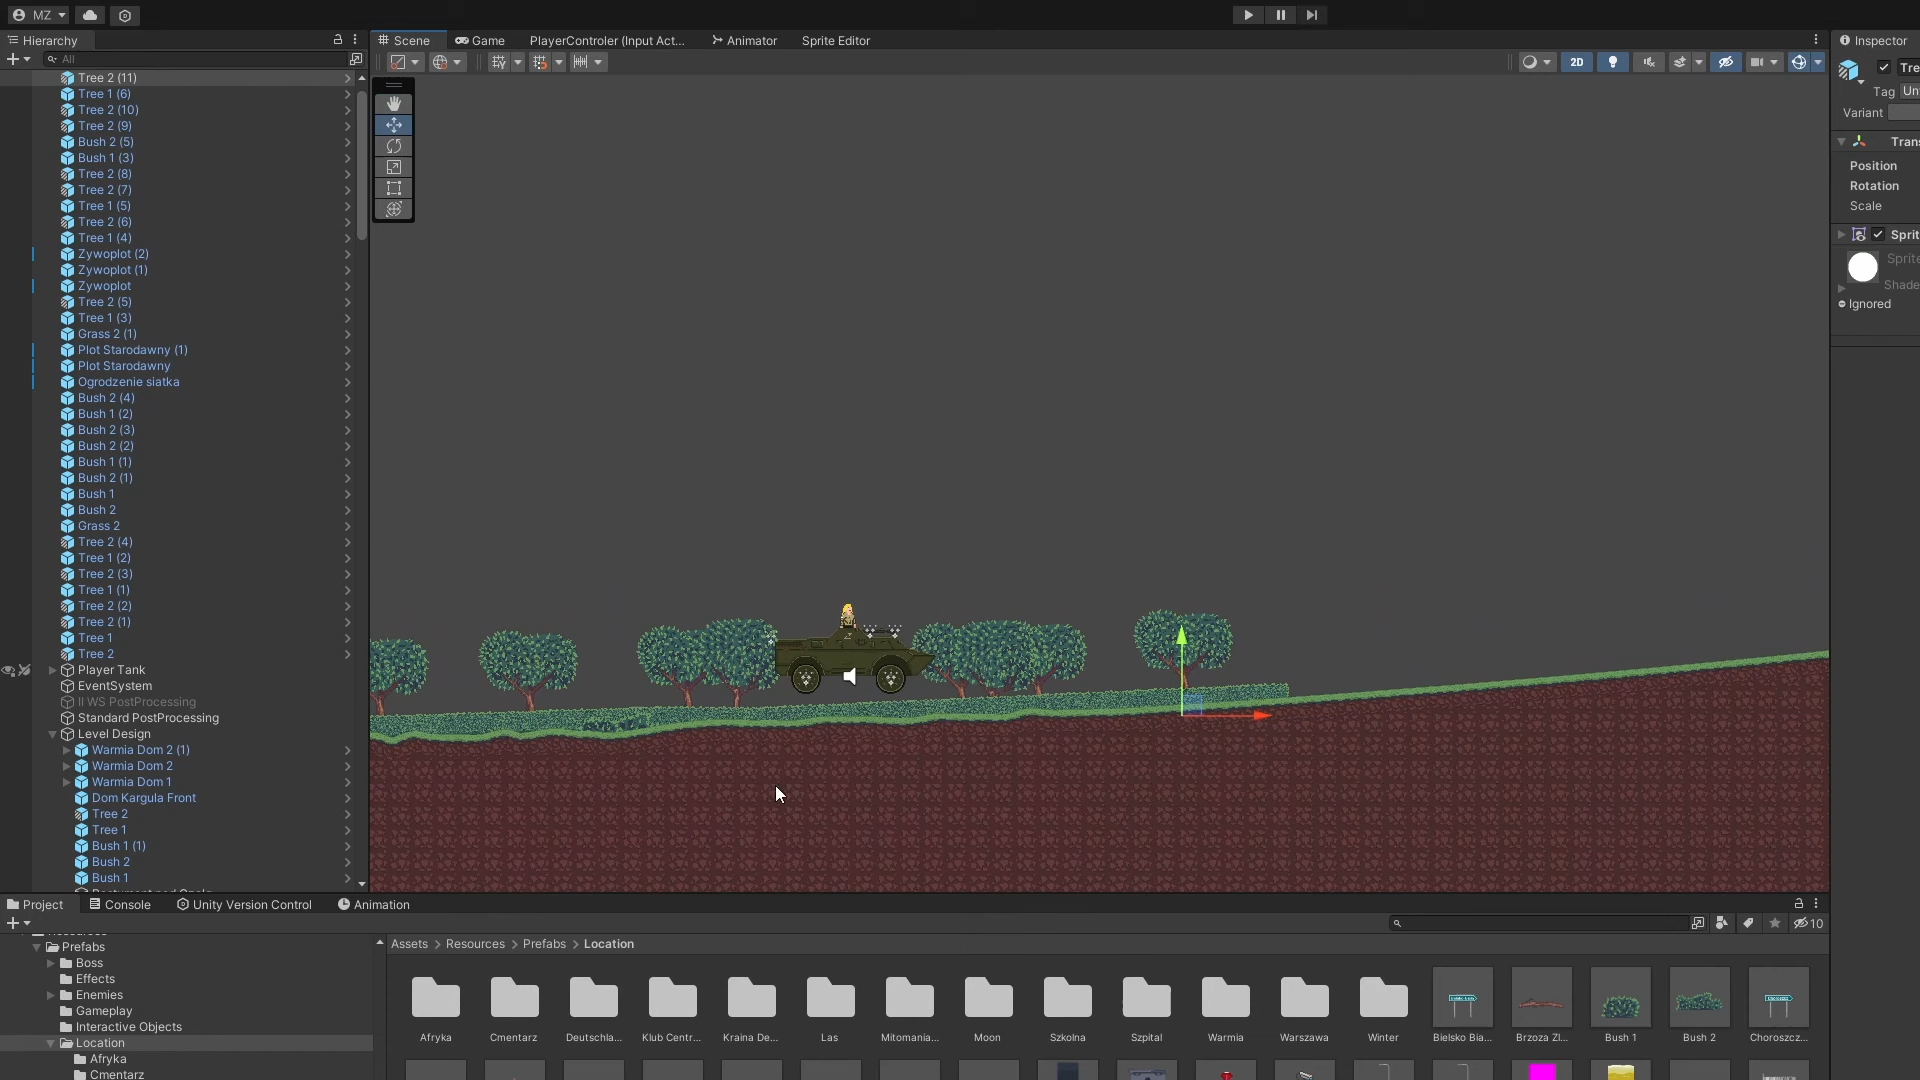 MZ
Hierarchy
All
Tree 2 (11)
Tree 1 (6)
Tree 2 (10)
Tree 2 (9)
Bush 2 (5)
Bush 1 (3)
Tree 2 (8)
Tree 2 (7)
Tree 1 (5)
Tree 2 (6)
Tree 1 (4)
Zywoplot (2)
Zywoplot (1)
Zywoplot
Tree 2 (5)
Tree 1 (3)
Grass 2 (1)
Plot Starodawny (1)
Plot Starodawny
Ogrodzenie siatka
Bush 2 (4)
Bush 1 (2)
Bush 2 (3)
Bush 2 (2)
Bush 1 (1)
Bush 2 (1)
Bush 1
Bush 2
Grass 2
Tree 2 (4)
Tree 1 (2)
Tree 2 (3)
Tree 1 (1)
Tree 2 (2)
Tree 2 (1)
Tree 1
Tree 2
Player Tank
EventSystem
II WS PostProcessing
Standard PostProcessing
Level Design
Warmia Dom 2 (1)
Warmia Dom 2
Warmia Dom 1
Dom Kargula Front
Tree 2
Tree 1
Bush 1 (1)
Bush 2
Bush 1
Scene Game PlayerControler (Input Act... Animator Sprite Editor
2D
Inspector
Tre
Tag Un
Variant
Trans
Position
Rotation
Scale
Sprit
Sprite
Shade
Ignored
Project Console Unity Version Control Animation
10
Prefabs
Boss
Effects
Enemies
Gameplay
Interactive Objects
Location
Afryka
Cmentarz
Assets > Resources > Prefabs > Location
Afryka Cmentarz Deutschla... Klub Centr... Kraina De... Las Mitomania... Moon Szkolna Szpital Warmia Warszawa Winter Bielsko Bia... Brzoza Zl... Bush 1 Bush 2 Choroszcz...